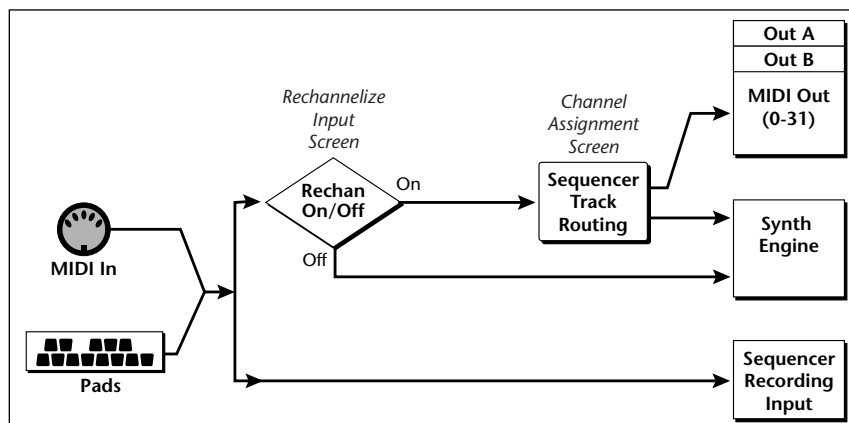 Out A
Out B
MIDI Out
(0-31)
Rechannelize
Input
Screen
Channel
Assignment
Screen
Rechan
On/Off
On
Off
Sequencer
Track
Routing
Synth
Engine
MIDI In
Pads
Sequencer
Recording
Input